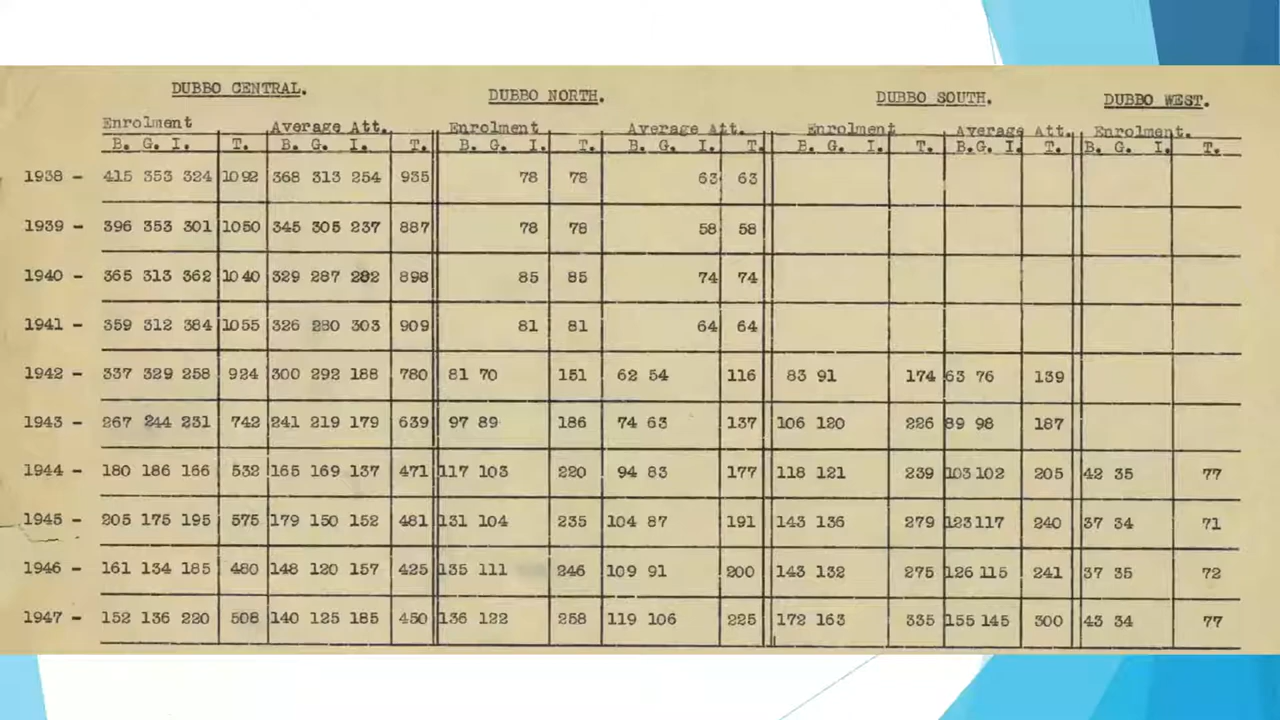 DUBBO CENTRAL. DUBBO NORTH. DUBBO SOUTH. DUBBO WEST.
Enrolment Average Att. Enrolment Average Att. Enrolment Average Att. Enrolment.
B. G. I. T. B. G. I. T. B. G. I. T. B. G. I. T. B. G. I. T. B.G. I. T. B. G. I. T.
1938 - 415 353 324 1092 368 313 254 935 78 78 63 63
1939 - 396 353 301 1050 345 305 237 887 78 78 58 58
1940 - 365 313 362 1040 329 287 282 898 85 85 74 74
1941 - 359 312 384 1055 326 280 303 909 81 81 64 64
1942 - 337 329 258 924 300 292 188 780 81 70 151 62 54 116 83 91 174 63 76 139
1943 - 267 244 231 742 241 219 179 639 97 89 186 74 63 137 106 120 226 89 98 187
1944 - 180 186 166 532 165 169 137 471 117 103 220 94 83 177 118 121 239 103 102 205 42 35 77
1945 - 205 175 195 575 179 150 152 481 131 104 235 104 87 191 143 136 279 123 117 240 37 34 71
1946 - 161 134 185 480 148 120 157 425 135 111 246 109 91 200 143 132 275 126 115 241 37 35 72
1947 - 152 136 220 508 140 125 185 450 136 122 258 119 106 225 172 163 335 155 145 300 43 34 77